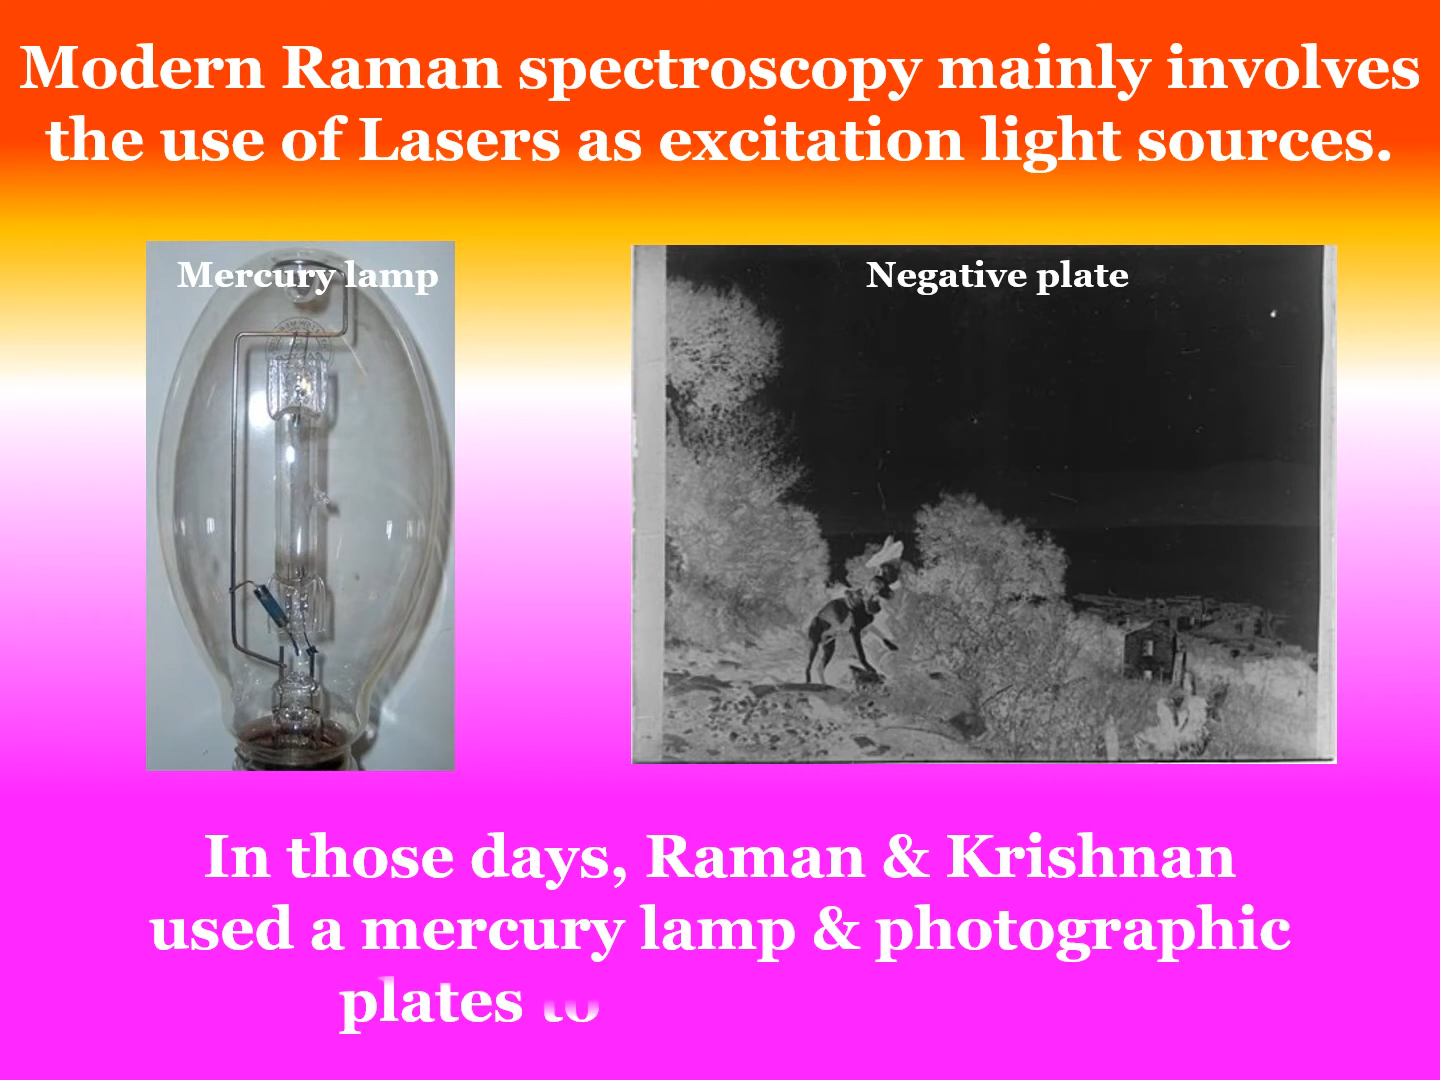 Modern Raman spectroscopy mainly involves
the use of Lasers as excitation light sources.
Mercury lamp
Negative plate
In those days, Raman & Krishnan
used a mercury lamp & photographic
plates to